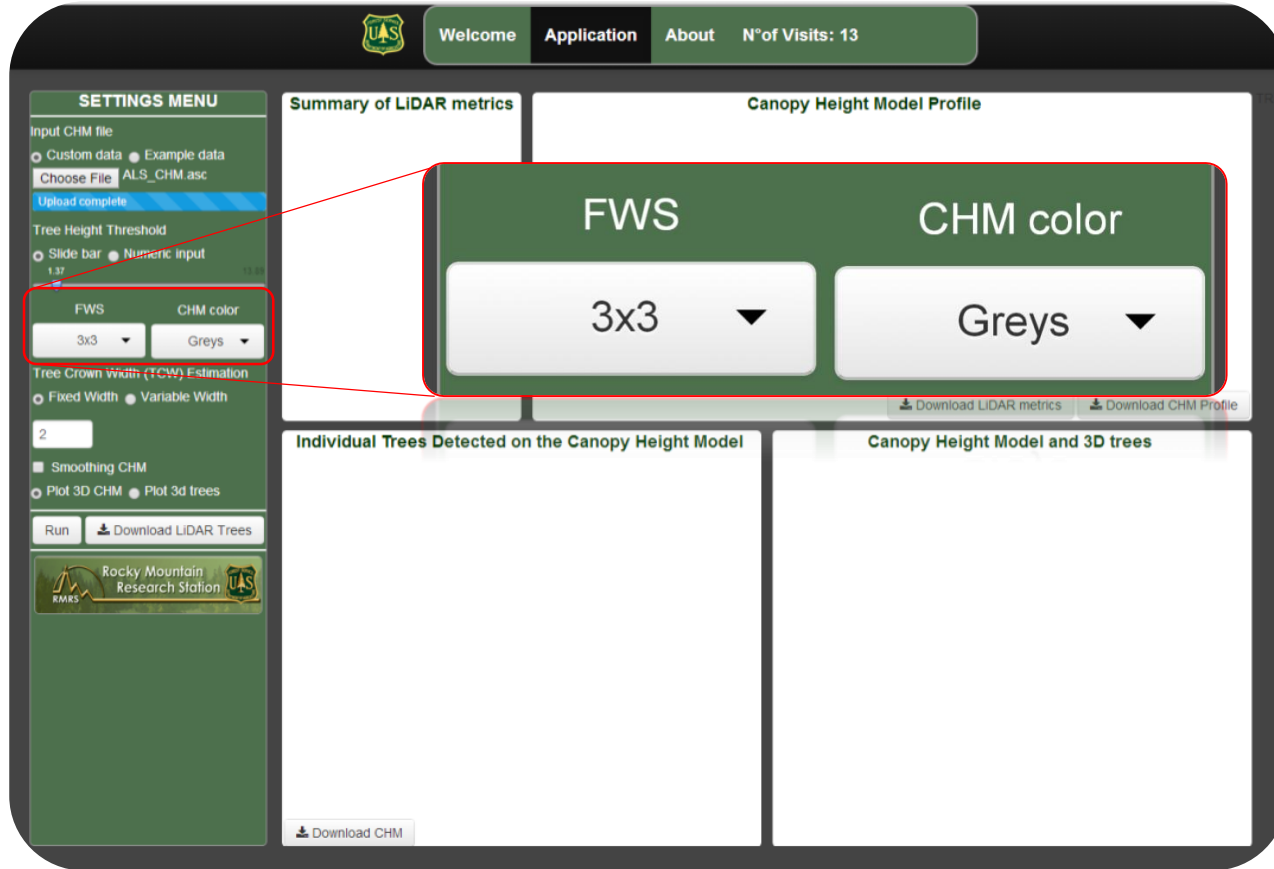 UAS
Welcome Application About N°of Visits: 13
SETTINGS MENU
Input CHM file
Custom data Example data
Choose File ALS_CHM.asc
Upload complete
Tree Height Threshold
Slide bar Numeric input
1.37
FWS CHM color
3x3 Greys
Tree Crown Width (TCW) Estimation
Fixed Width Variable Width
2
Smoothing CHM
Plot 3D CHM Plot 3d trees
Run Download LiDAR Trees
Rocky Mountain
Research Station
RMRS
UAS
Summary of LiDAR metrics
Canopy Height Model Profile
FWS CHM color
3x3 Greys
Download LiDAR metrics Download CHM Profile
Individual Trees Detected on the Canopy Height Model
Download CHM
Canopy Height Model and 3D trees